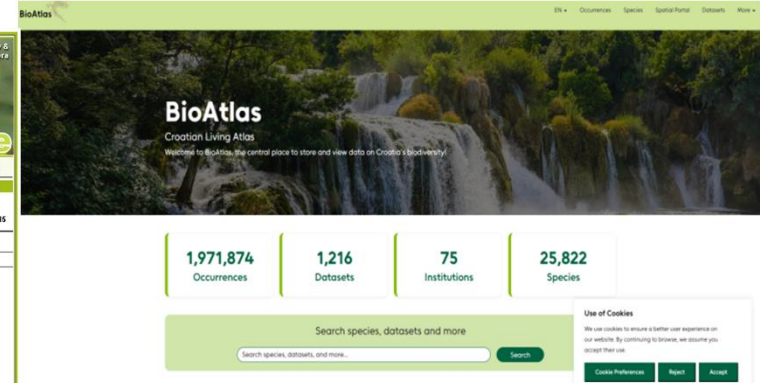 BioAtlas
EN
Occurrences
Species
Spatial Portal
Datasets
More
BioAtlas
Croatian Living Atlas
Welcome to BioAtlas, the central place to store and view data on Croatia's biodiversity!
1,971,874
Occurrences
1,216
Datasets
75
Institutions
25,822
Species
Search species, datasets and more
Search species, datasets, and more...
Search
Use of Cookies
We use cookies to ensure a better user experience on
our website. By continuing to browse, we assume you
accept their use.
Cookie Preferences
Reject
Accept